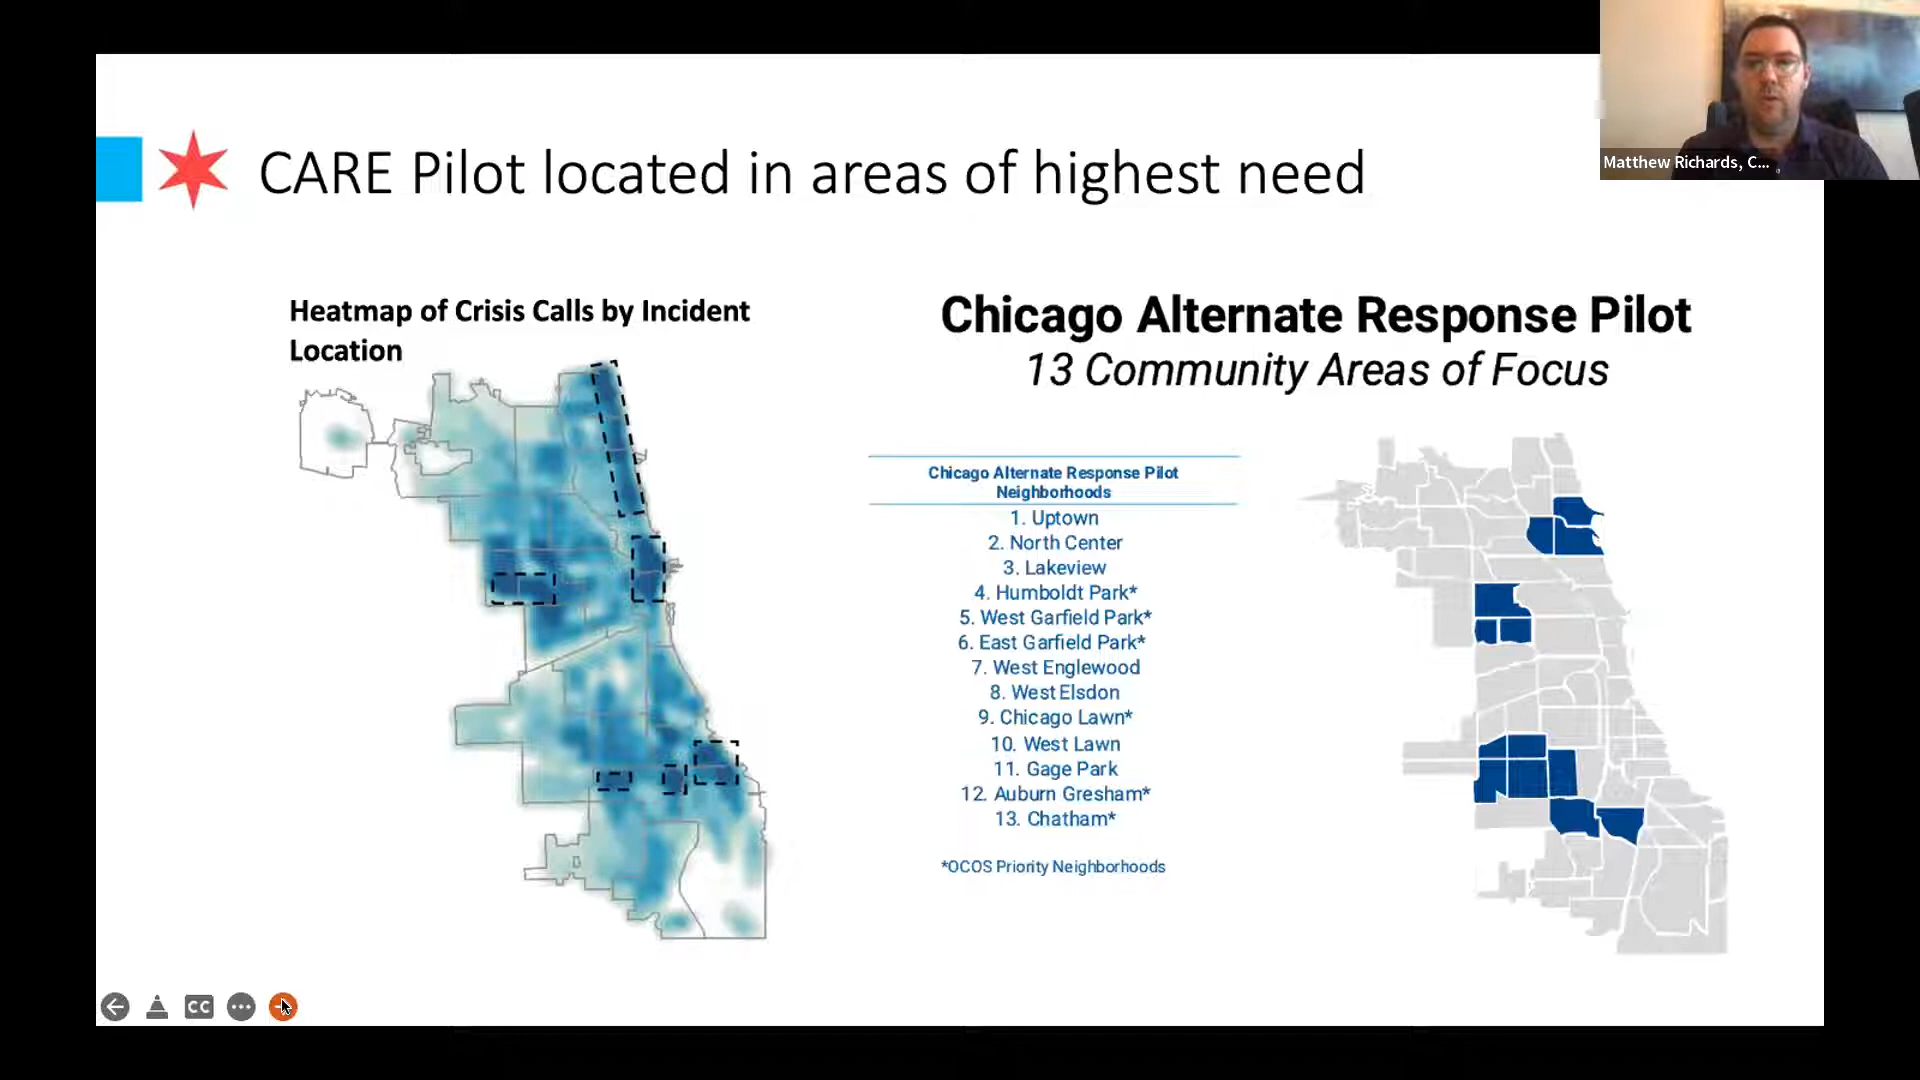 Matthew Richards, C...
CARE Pilot located in areas of highest need
Heatmap of Crisis Calls by Incident
Location
Chicago Alternate Response Pilot
13 Community Areas of Focus
Chicago Alternate Response Pilot
Neighborhoods
1. Uptown
2. North Center
3. Lakeview
4. Humboldt Park*
5. West Garfield Park*
6. East Garfield Park*
7. West Englewood
8. West Elsdon
9. Chicago Lawn*
10. West Lawn
11. Gage Park
12. Auburn Gresham*
13. Chatham*
*OCOS Priority Neighborhoods
CC